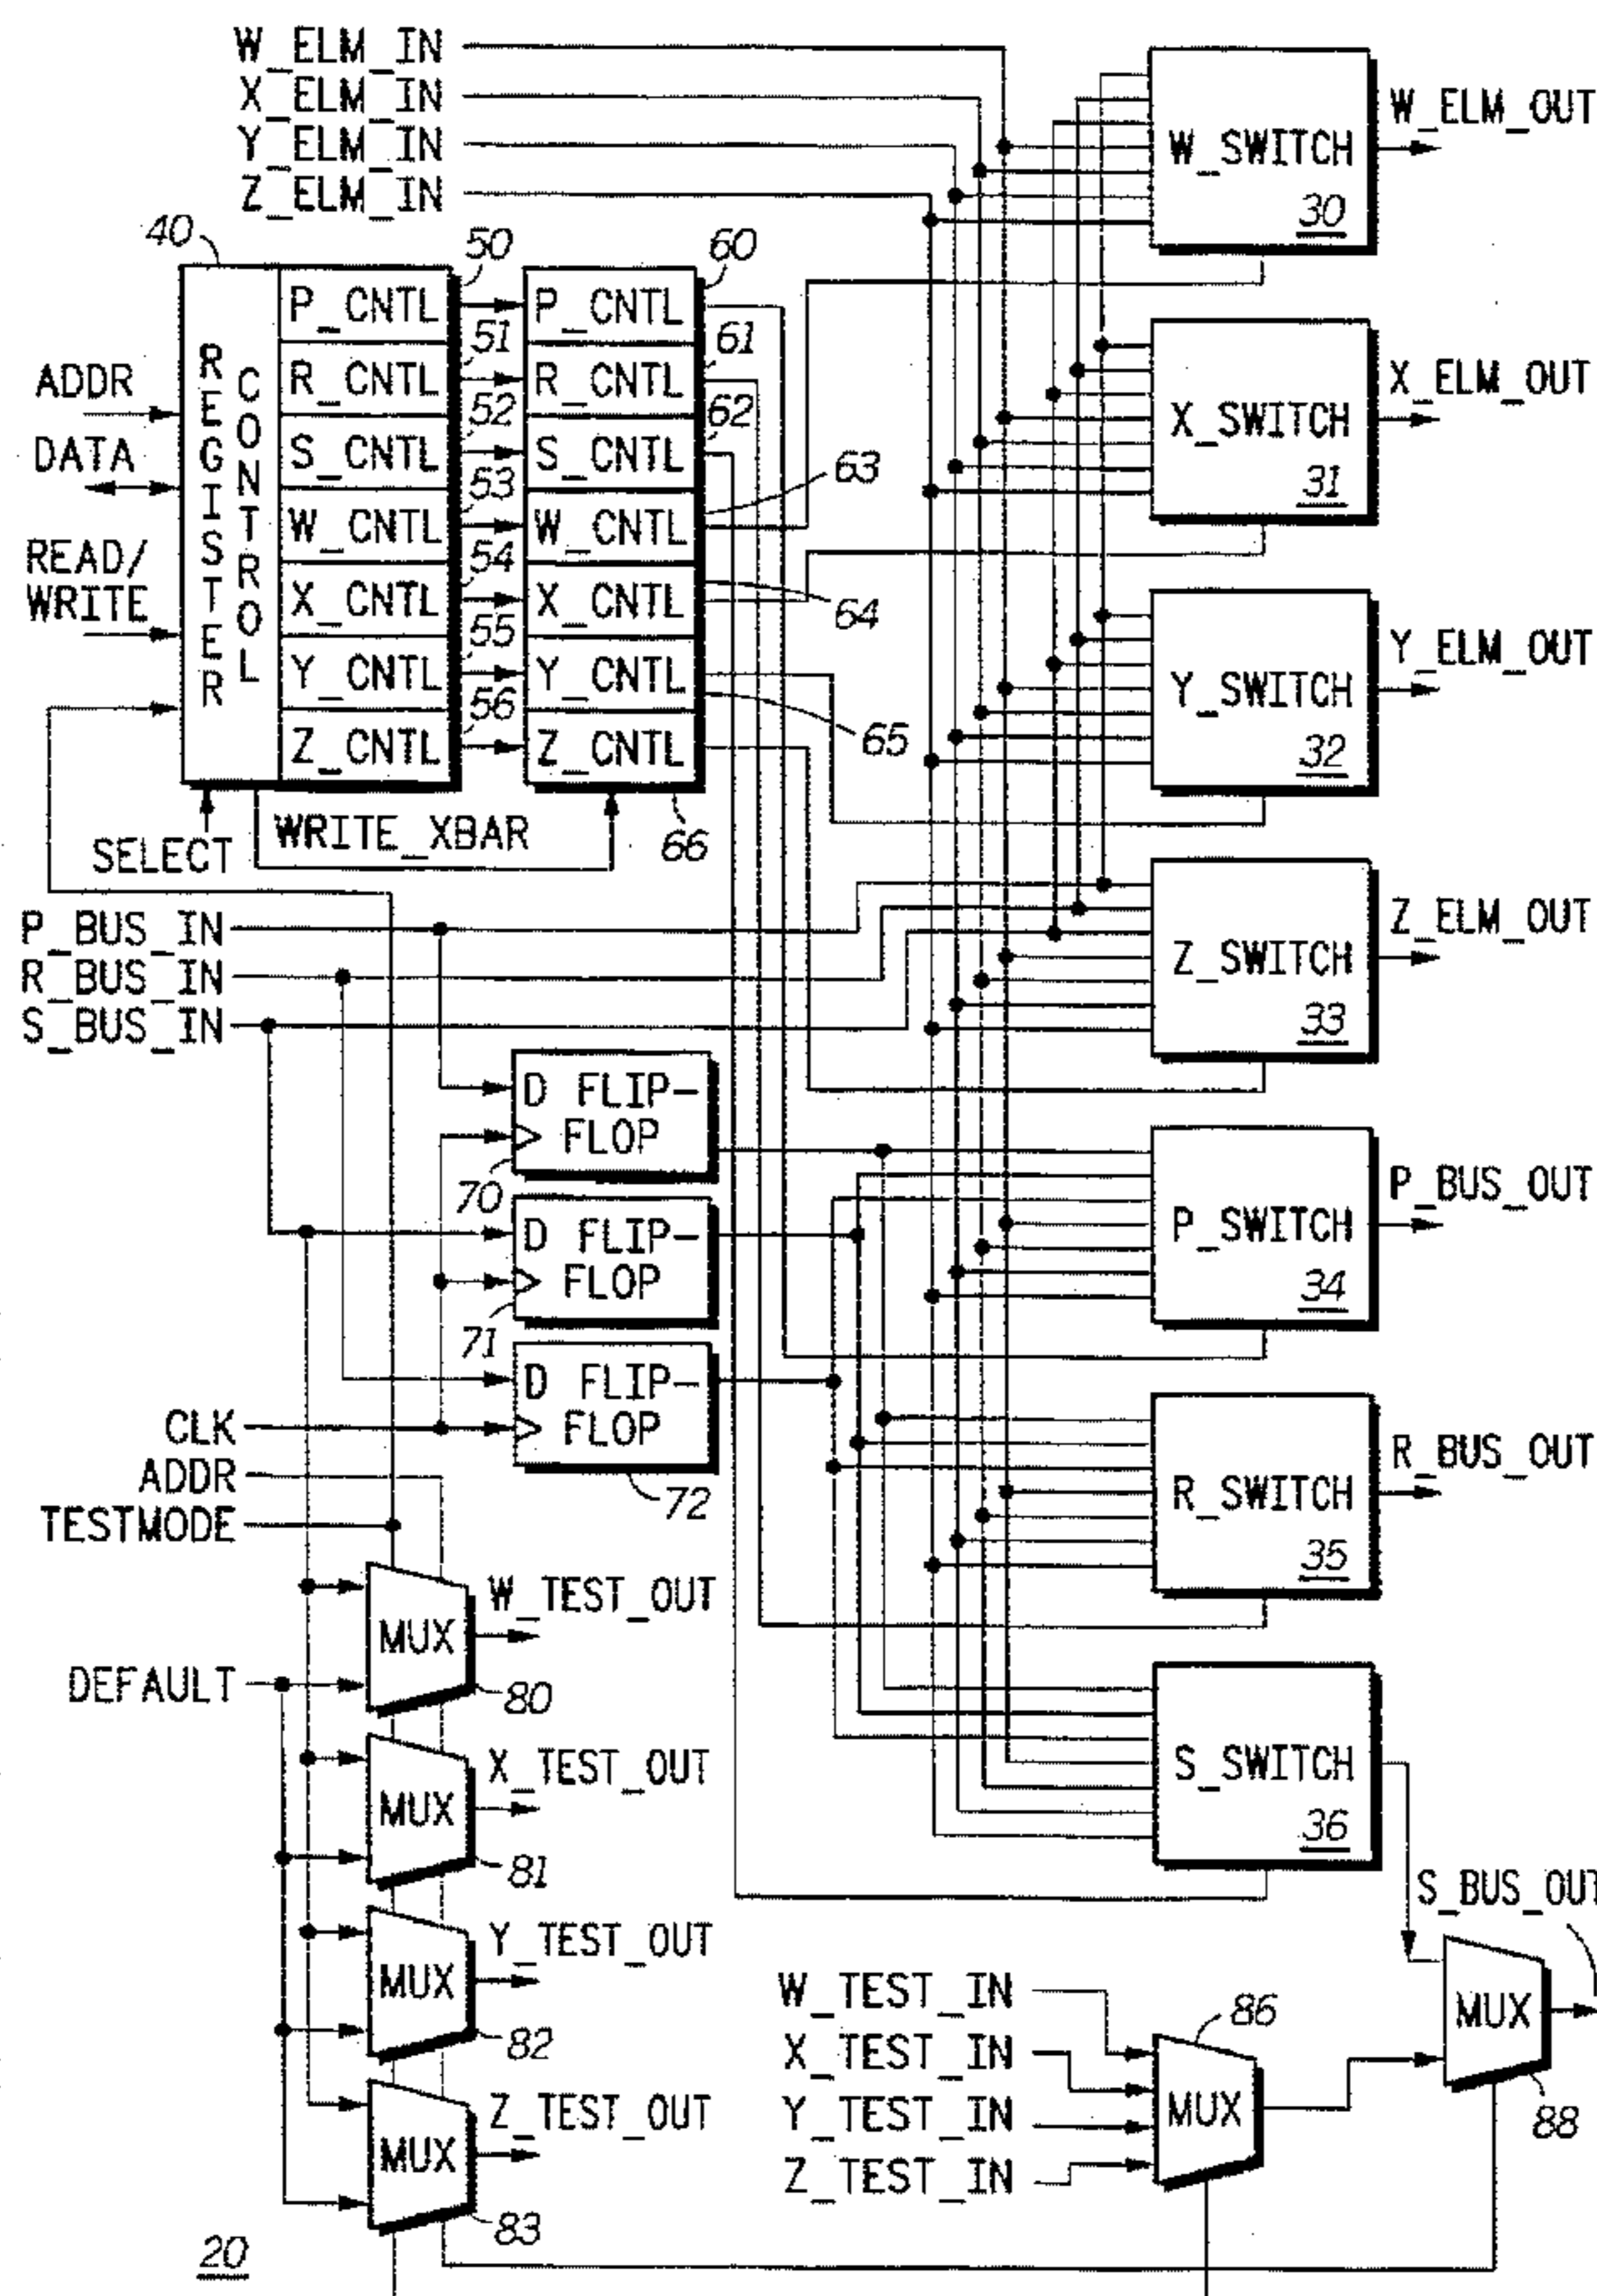 W_ELM_IN
X_ELM_IN
Y_ELM_IN
Z_ELM_IN
W_SWITCH
30
W_ELM_OUT
X_SWITCH
31
X_ELM_OUT
Y_SWITCH
32
Y_ELM_OUT
Z_SWITCH
33
Z_ELM_OUT
P_SWITCH
34
P_BUS_OUT
R_SWITCH
35
R_BUS_OUT
S_SWITCH
36
S_BUS_OUT
40
REGISTER
CONTROL
ADDR
DATA
READ/
WRITE
SELECT
WRITE_XBAR
P_CNTL
R_CNTL
S_CNTL
W_CNTL
X_CNTL
Y_CNTL
Z_CNTL
50
51
52
53
54
55
56
P_CNTL
R_CNTL
S_CNTL
W_CNTL
X_CNTL
Y_CNTL
Z_CNTL
60
61
62
63
64
65
66
P_BUS_IN
R_BUS_IN
S_BUS_IN
D FLIP-
FLOP
70
D FLIP-
FLOP
71
D FLIP-
FLOP
72
CLK
ADDR
TESTMODE
DEFAULT
MUX
80
W_TEST_OUT
MUX
81
X_TEST_OUT
MUX
82
Y_TEST_OUT
MUX
83
Z_TEST_OUT
W_TEST_IN
X_TEST_IN
Y_TEST_IN
Z_TEST_IN
MUX
86
MUX
88
20